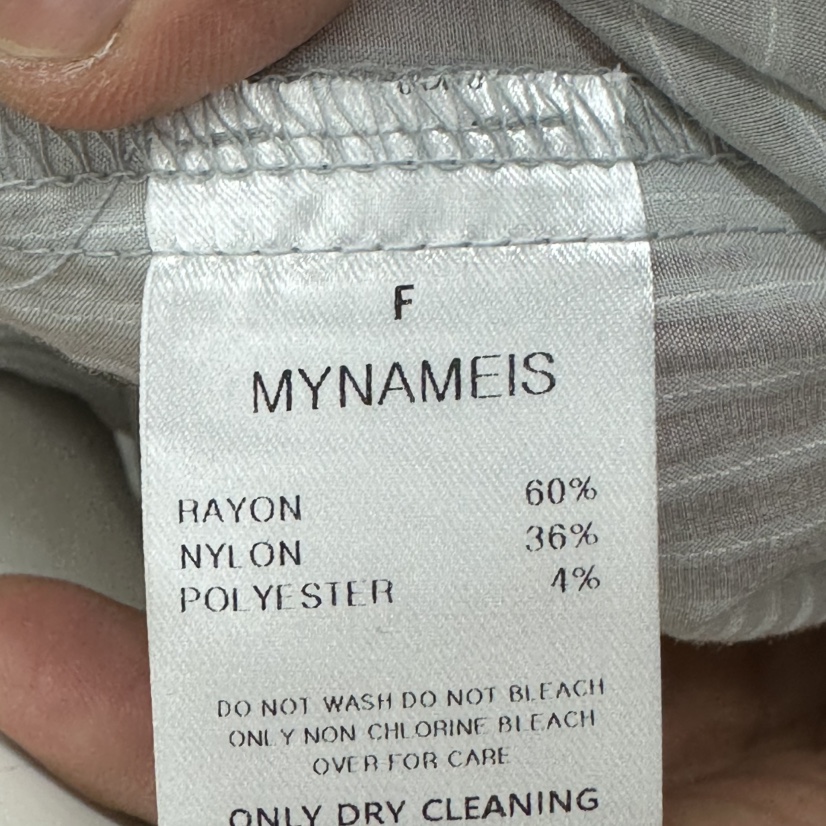 F
MYNAMEIS
RAYON 60%
NYLON 36%
POLYESTER 4%
DO NOT WASH DO NOT BLEACH
ONLY NON CHLORINE BLEACH
OVER FOR CARE
ONLY DRY CLEANING